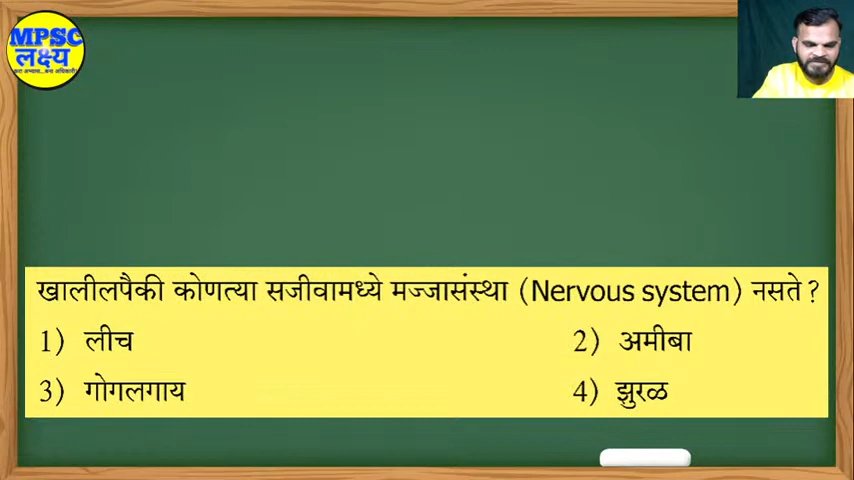 MPSC
लक्ष्य
खालीलपैकी कोणत्या सजीवामध्ये मज्जासंस्था (Nervous system) नसते ?
1) लीच
2) अमीबा
3) गोगलगाय
4) झुरळ